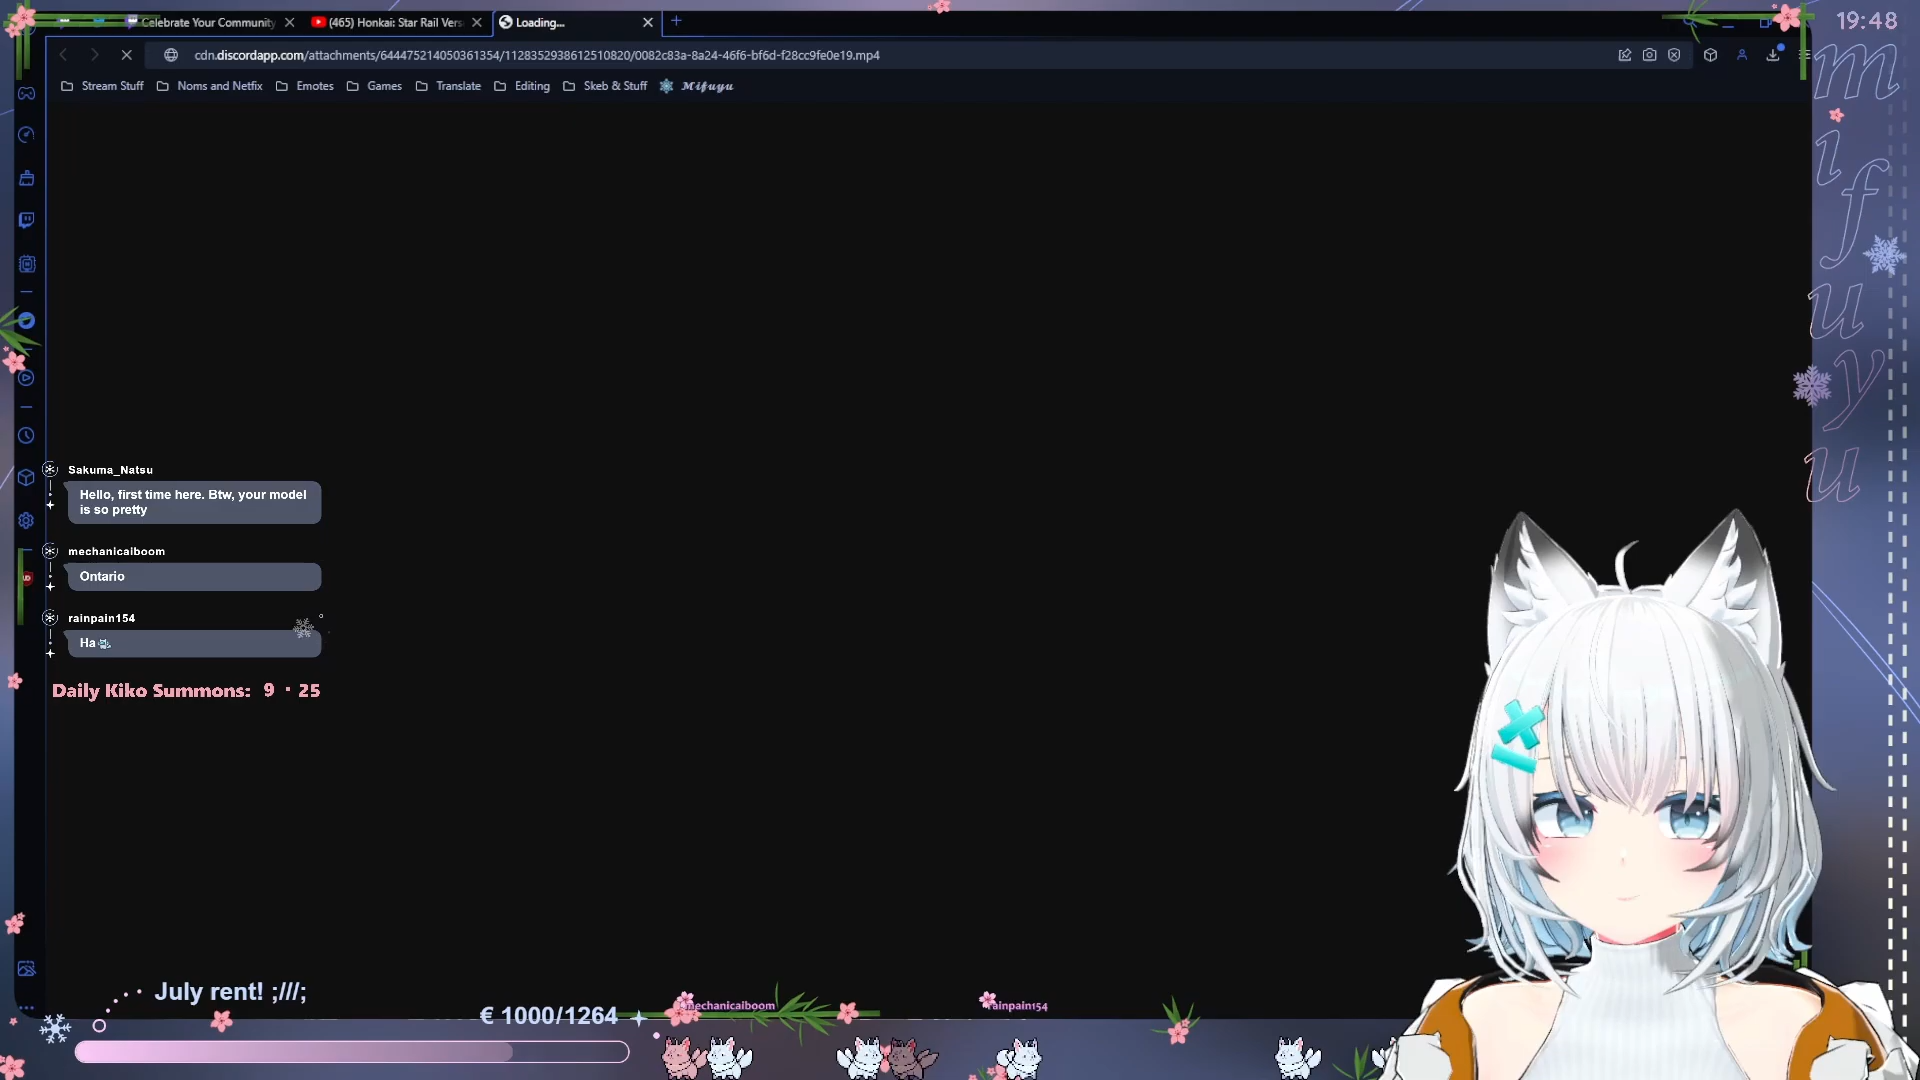 Celebrate Your Community
(465) Honkai: Star Rail Vers
Loading...
19:48
cdn.discordapp.com/attachments/644475214050361354/1128352938612510820/0082c83a-8a24-46f6-bf6d-f28cc9fe0e19.mp4
Stream Stuff
Noms and Netfix
Emotes
Games
Translate
Editing
Skeb & Stuff
𝓜𝓲𝓯𝓾𝔂𝓾
mifuyu
Sakuma_Natsu
Hello, first time here. Btw, your model
is so pretty
mechanicalboom
Ontario
rainpain154
Ha
Daily Kiko Summons: 9 · 25
July rent! ;///;
€ 1000/1264
mechanicalboom
rainpain154